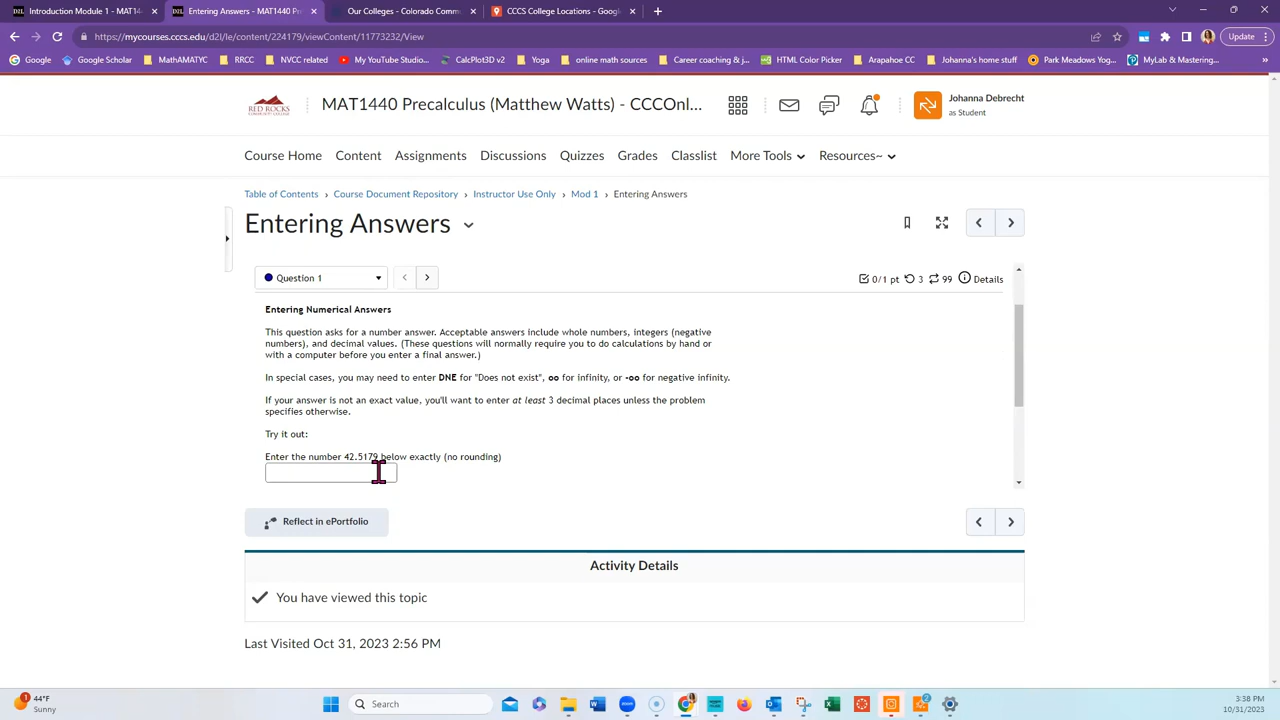 Introduction Module 1 - MAT14
Entering Answers - MAT1440 Pr
Our Colleges - Colorado Comm
CCCS College Locations - Goog
https://mycourses.cccs.edu/d2l/le/content/224179/viewContent/11773232/View
Update
Google
Google Scholar
MathAMATYC
RRCC
NVCC related
My YouTube Studio...
CalcPlot3D v2
Yoga
online math sources
Career coaching & j...
HTML Color Picker
Arapahoe CC
Johanna's home stuff
Park Meadows Yog...
MyLab & Mastering...
»
RED ROCKS
COMMUNITY COLLEGE
MAT1440 Precalculus (Matthew Watts) - CCCOnl...
Johanna Debrecht
as Student
Course Home Content Assignments Discussions Quizzes Grades Classlist More Tools Resources~
Table of Contents › Course Document Repository › Instructor Use Only › Mod 1 › Entering Answers
Entering Answers
Question 1
0/1 pt 3 99 Details
Entering Numerical Answers
This question asks for a number answer. Acceptable answers include whole numbers, integers (negative
numbers), and decimal values. (These questions will normally require you to do calculations by hand or
with a computer before you enter a final answer.)
In special cases, you may need to enter DNE for "Does not exist", oo for infinity, or -oo for negative infinity.
If your answer is not an exact value, you'll want to enter at least 3 decimal places unless the problem
specifies otherwise.
Try it out:
Enter the number 42.5179 below exactly (no rounding)
Reflect in ePortfolio
Activity Details
You have viewed this topic
Last Visited Oct 31, 2023 2:56 PM
1
44°F
Sunny
Search
2
3:38 PM
10/31/2023